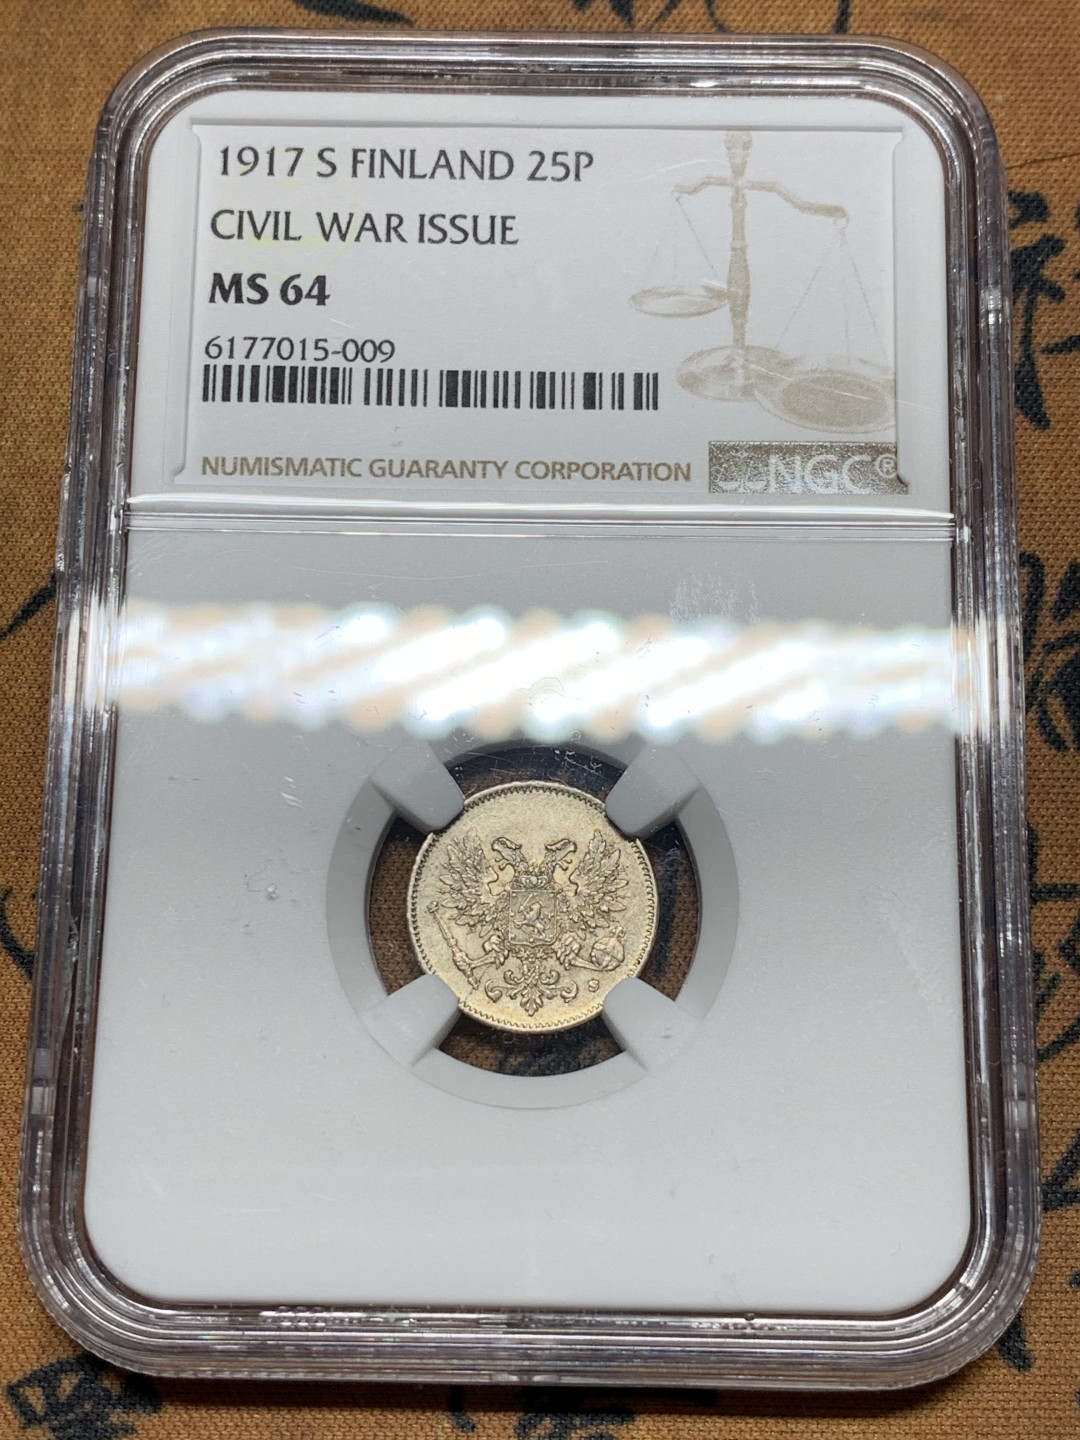 1917 S FINLAND 25P
CIVIL WAR ISSUE
MS 64
6177015-009
NUMISMATIC GUARANTY CORPORATION NGC®